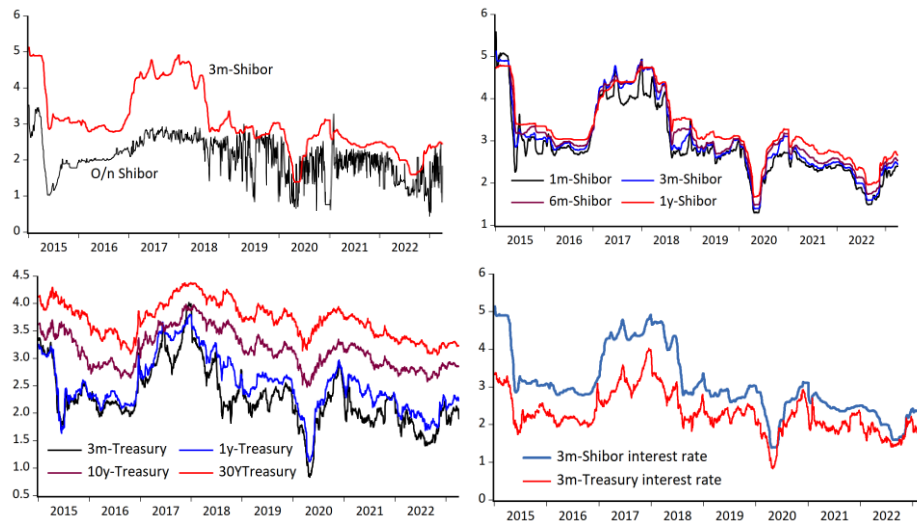 6
5
4
3
2
1
0
3m-Shibor
O/n Shibor
2015 2016 2017 2018 2019 2020 2021 2022
6
5
4
3
2
1
1m-Shibor 3m-Shibor
6m-Shibor 1y-Shibor
2015 2016 2017 2018 2019 2020 2021 2022
4.5
4.0
3.5
3.0
2.5
2.0
1.5
1.0
0.5
3m-Treasury 1y-Treasury
10y-Treasury 30YTreasury
2015 2016 2017 2018 2019 2020 2021 2022
6
5
4
3
2
1
0
3m-Shibor interest rate
3m-Treasury interest rate
2015 2016 2017 2018 2019 2020 2021 2022